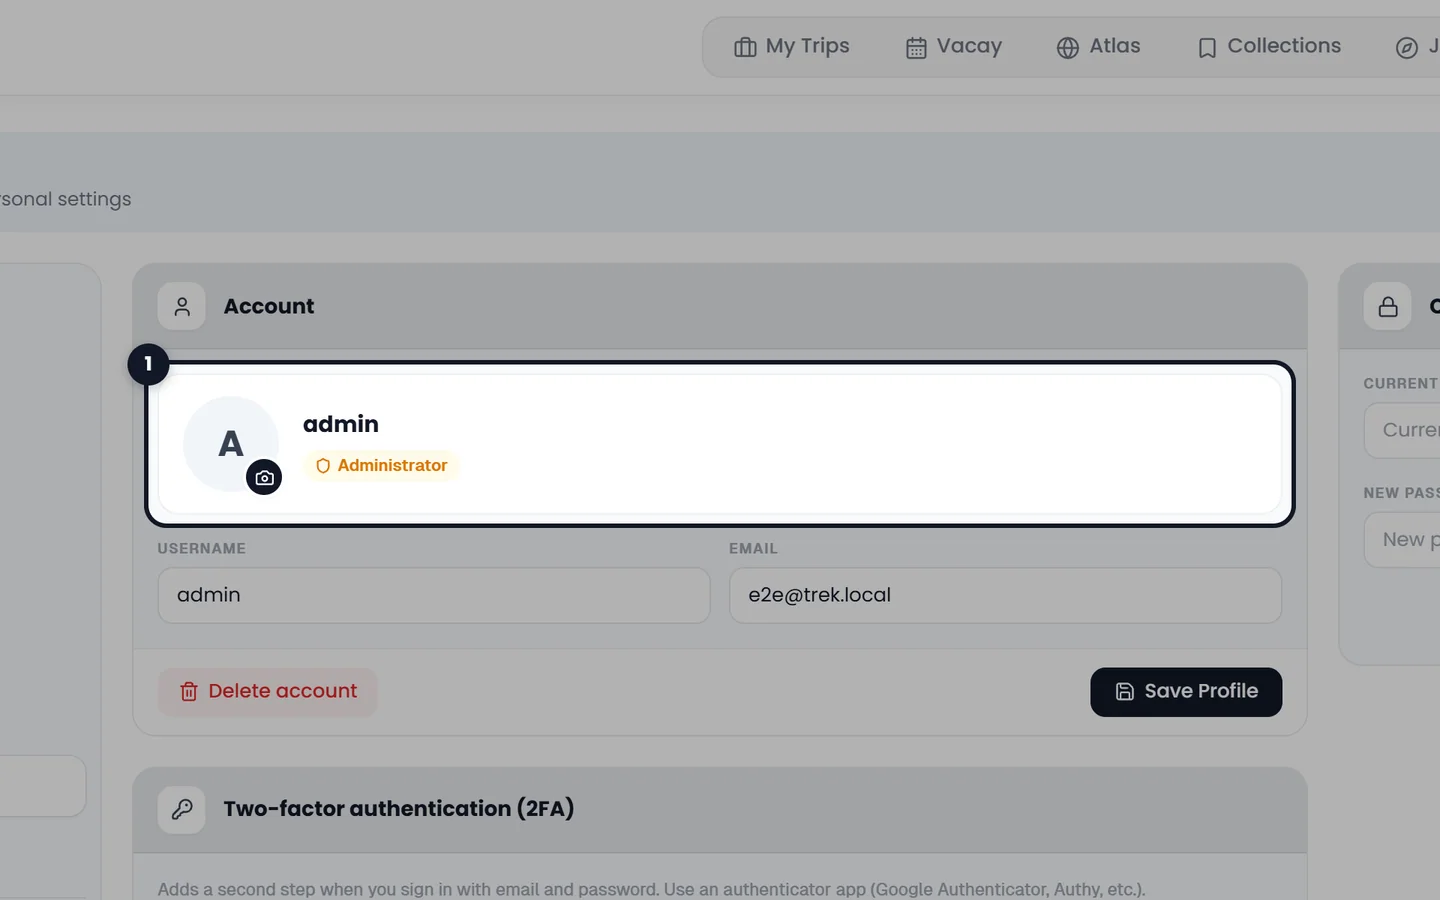 My Trips
Vacay
Atlas
Collections
J
rsonal settings
Account
1
A
admin
Administrator
USERNAME
EMAIL
admin
e2e@trek.local
Delete account
Save Profile
Two-factor authentication (2FA)
Adds a second step when you sign in with email and password. Use an authenticator app (Google Authenticator, Authy, etc.).
CURRENT
Curre
NEW PAS
New p